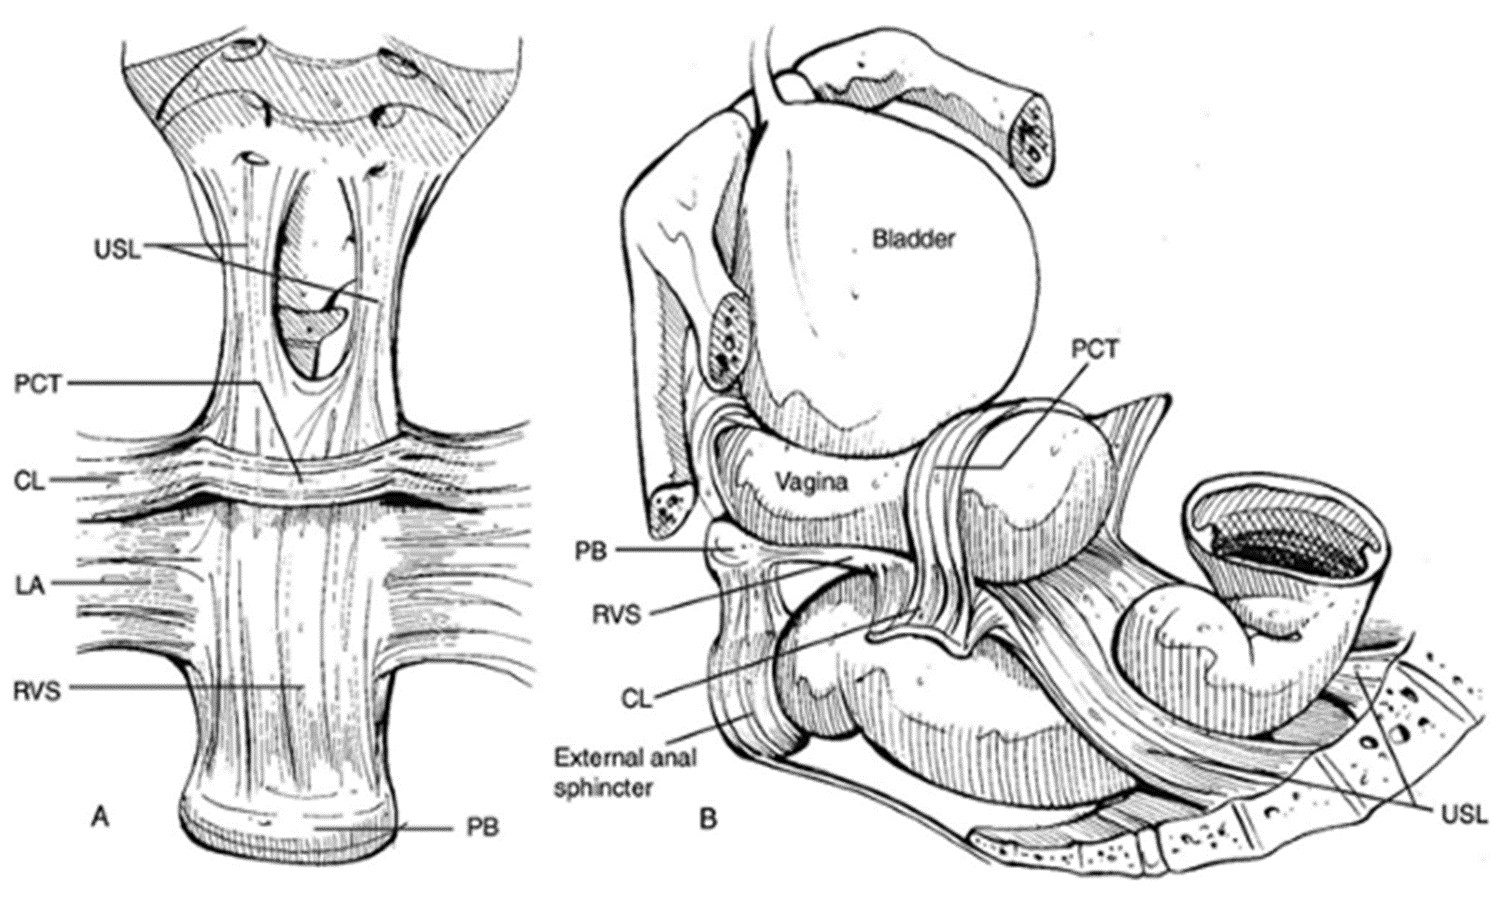 USL
PCT
CL
LA
RVS
PB
A
Bladder
PCT
Vagina
PB
RVS
CL
External anal
sphincter
B
USL